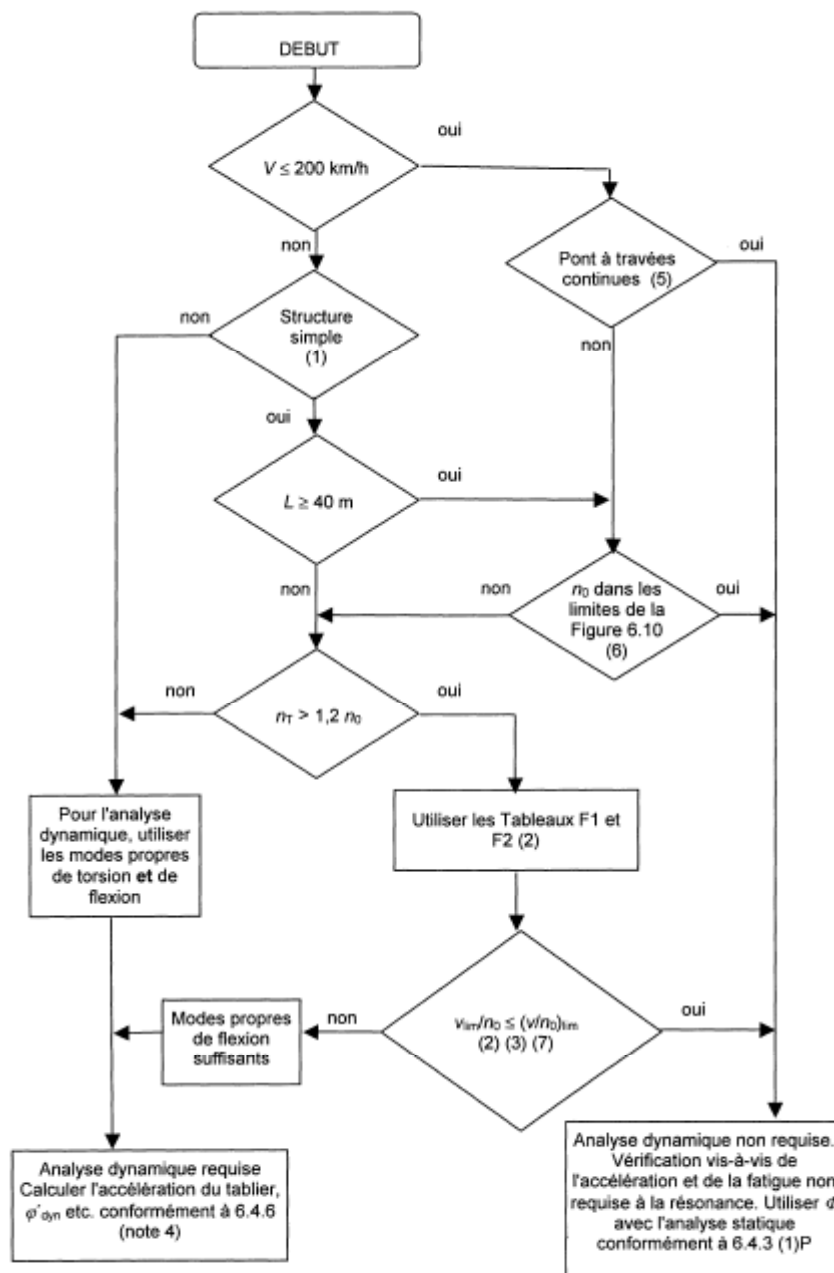 DEBUT
oui
V ≤ 200 km/h
oui
non
Pont à travées
continues (5)
non
Structure
simple
(1)
non
oui
oui
L ≥ 40 m
non
non
n0 dans les
limites de la
Figure 6.10
(6)
oui
non
oui
nT > 1,2 n0
Pour l'analyse
dynamique, utiliser
les modes propres
de torsion et de
flexion
Utiliser les Tableaux F1 et
F2 (2)
Modes propres
de flexion
suffisants
non
vlim/n0 ≤ (v/n0)lim
(2) (3) (7)
oui
Analyse dynamique requise
Calculer l'accélération du tablier,
φ'dyn etc. conformément à 6.4.6
(note 4)
Analyse dynamique non requise.
Vérification vis-à-vis de
l'accélération et de la fatigue non
requise à la résonance. Utiliser Φ
avec l'analyse statique
conformément à 6.4.3 (1)P